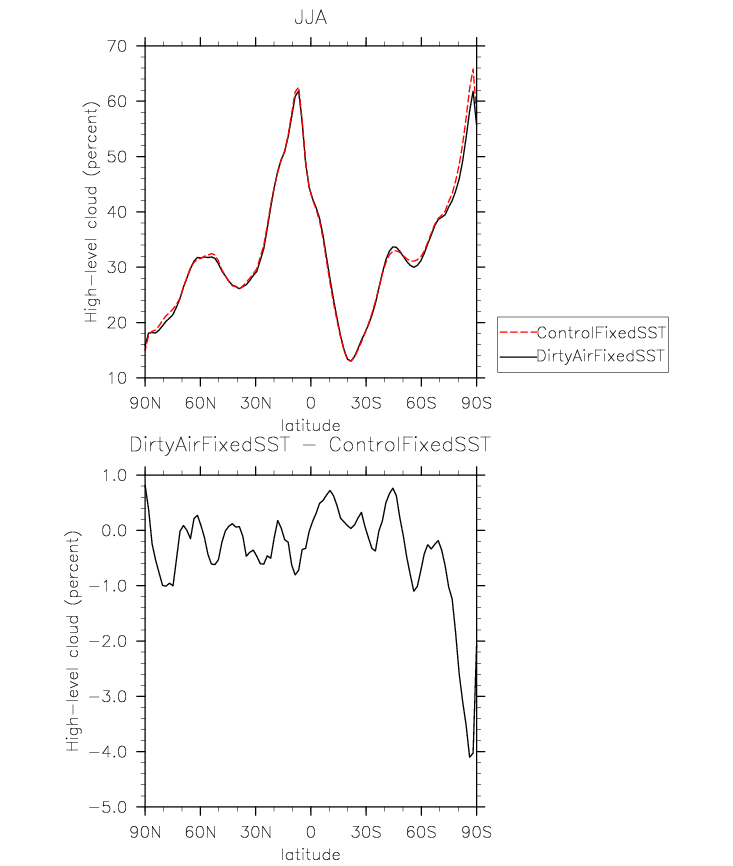 JJA
70
60
50
40
30
20
10
High-level cloud (percent)
90N 60N 30N 0 30S 60S 90S
latitude
ControlFixedSST
DirtyAirFixedSST
DirtyAirFixedSST - ControlFixedSST
1.0
0.0
-1.0
-2.0
-3.0
-4.0
-5.0
High-level cloud (percent)
90N 60N 30N 0 30S 60S 90S
latitude